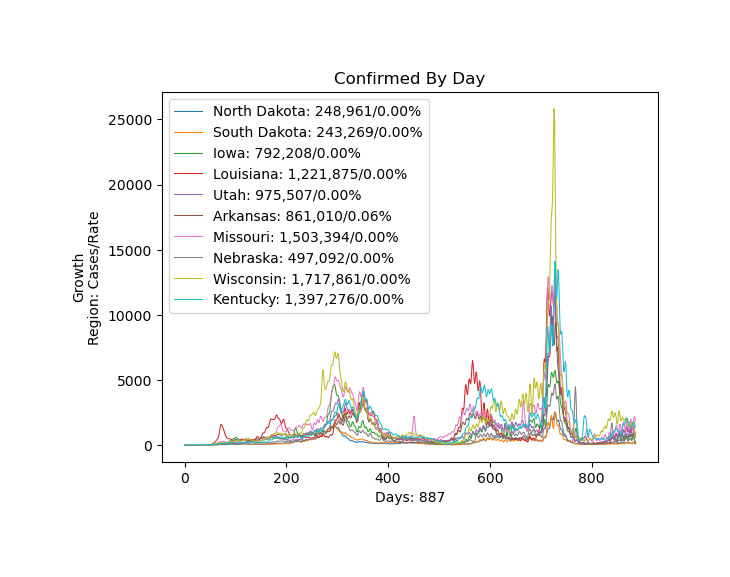 Confirmed By Day
North Dakota: 248,961/0.00%
South Dakota: 243,269/0.00%
Iowa: 792,208/0.00%
Louisiana: 1,221,875/0.00%
Utah: 975,507/0.00%
Arkansas: 861,010/0.06%
Missouri: 1,503,394/0.00%
Nebraska: 497,092/0.00%
Wisconsin: 1,717,861/0.00%
Kentucky: 1,397,276/0.00%
Growth
Region: Cases/Rate
25000
20000
15000
10000
5000
0
0 200 400 600 800
Days: 887